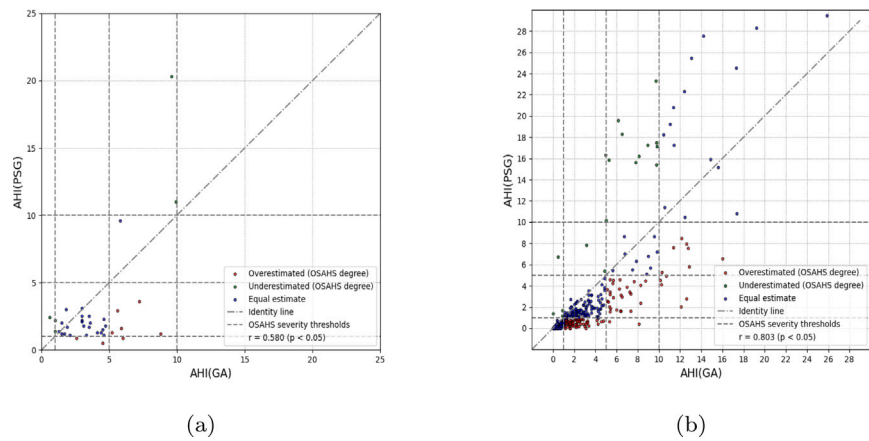 25
20
15
10
5
0
AHI(PSG)
0
5
10
15
20
25
AHI(GA)
Overestimated (OSAHS degree)
Underestimated (OSAHS degree)
Equal estimate
Identity line
OSAHS severity thresholds
r = 0.580 (p < 0.05)
(a)
28
26
24
22
20
18
16
14
12
10
8
6
4
2
0
AHI(PSG)
0
2
4
6
8
10
12
14
16
18
20
22
24
26
28
AHI(GA)
Overestimated (OSAHS degree)
Underestimated (OSAHS degree)
Equal estimate
Identity line
OSAHS severity thresholds
r = 0.803 (p < 0.05)
(b)